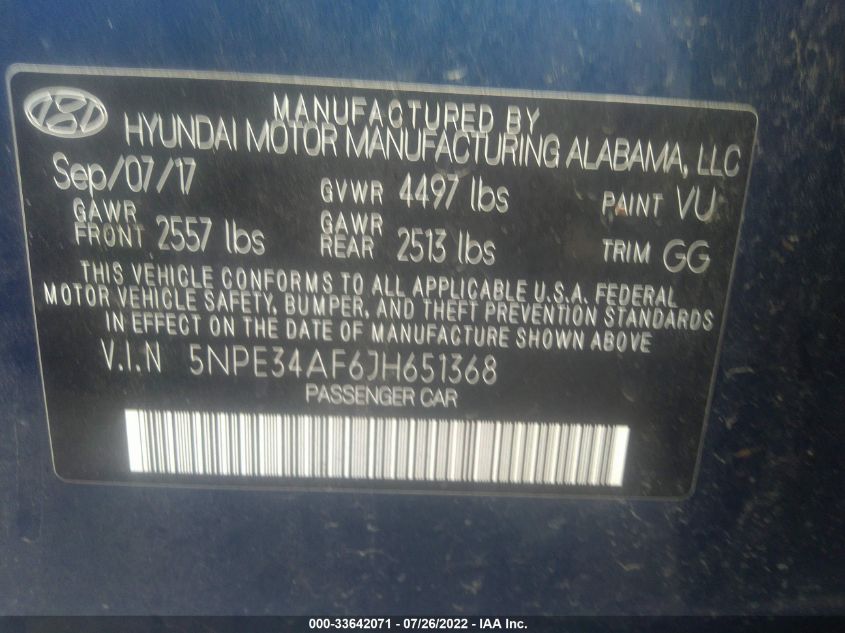 MANUFACTURED BY
HYUNDAI MOTOR MANUFACTURING ALABAMA, LLC
Sep/07/17 GVWR 4497 lbs PAINT VU
GAWR FRONT 2557 lbs GAWR REAR 2513 lbs TRIM GG
THIS VEHICLE CONFORMS TO ALL APPLICABLE U.S.A. FEDERAL
MOTOR VEHICLE SAFETY, BUMPER, AND THEFT PREVENTION STANDARDS
IN EFFECT ON THE DATE OF MANUFACTURE SHOWN ABOVE
V.I.N 5NPE34AF6JH651368
PASSENGER CAR
000-33642071 - 07/26/2022 - IAA Inc.